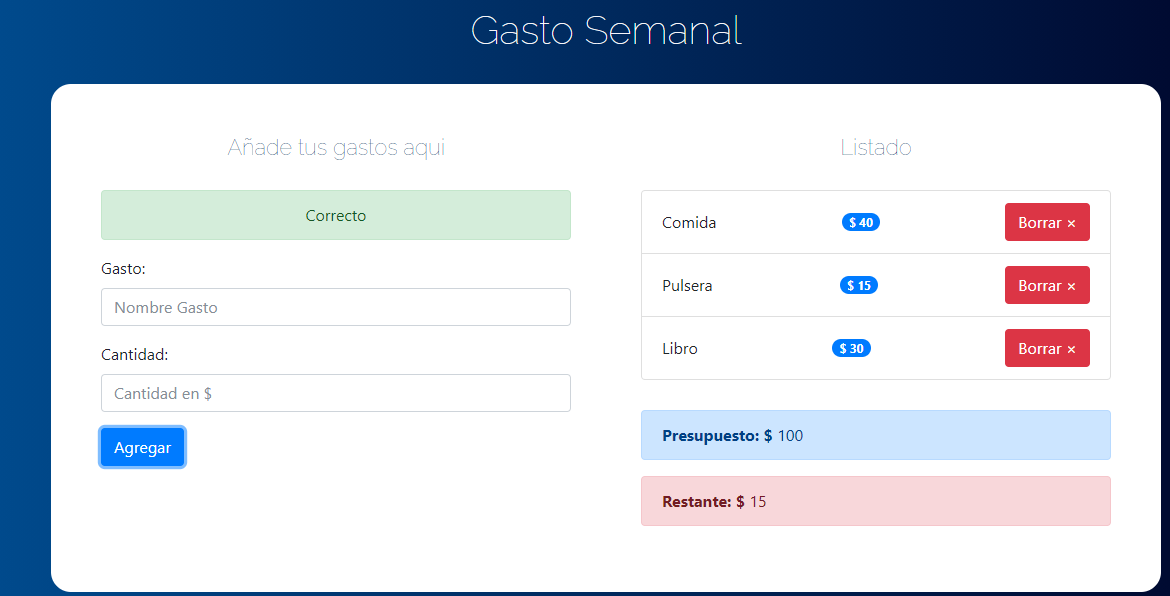 Gasto Semanal
Añade tus gastos aqui
Correcto
Gasto:
Nombre Gasto
Cantidad:
Cantidad en $
Agregar
Listado
Comida $ 40 Borrar ×
Pulsera $ 15 Borrar ×
Libro $ 30 Borrar ×
Presupuesto: $ 100
Restante: $ 15